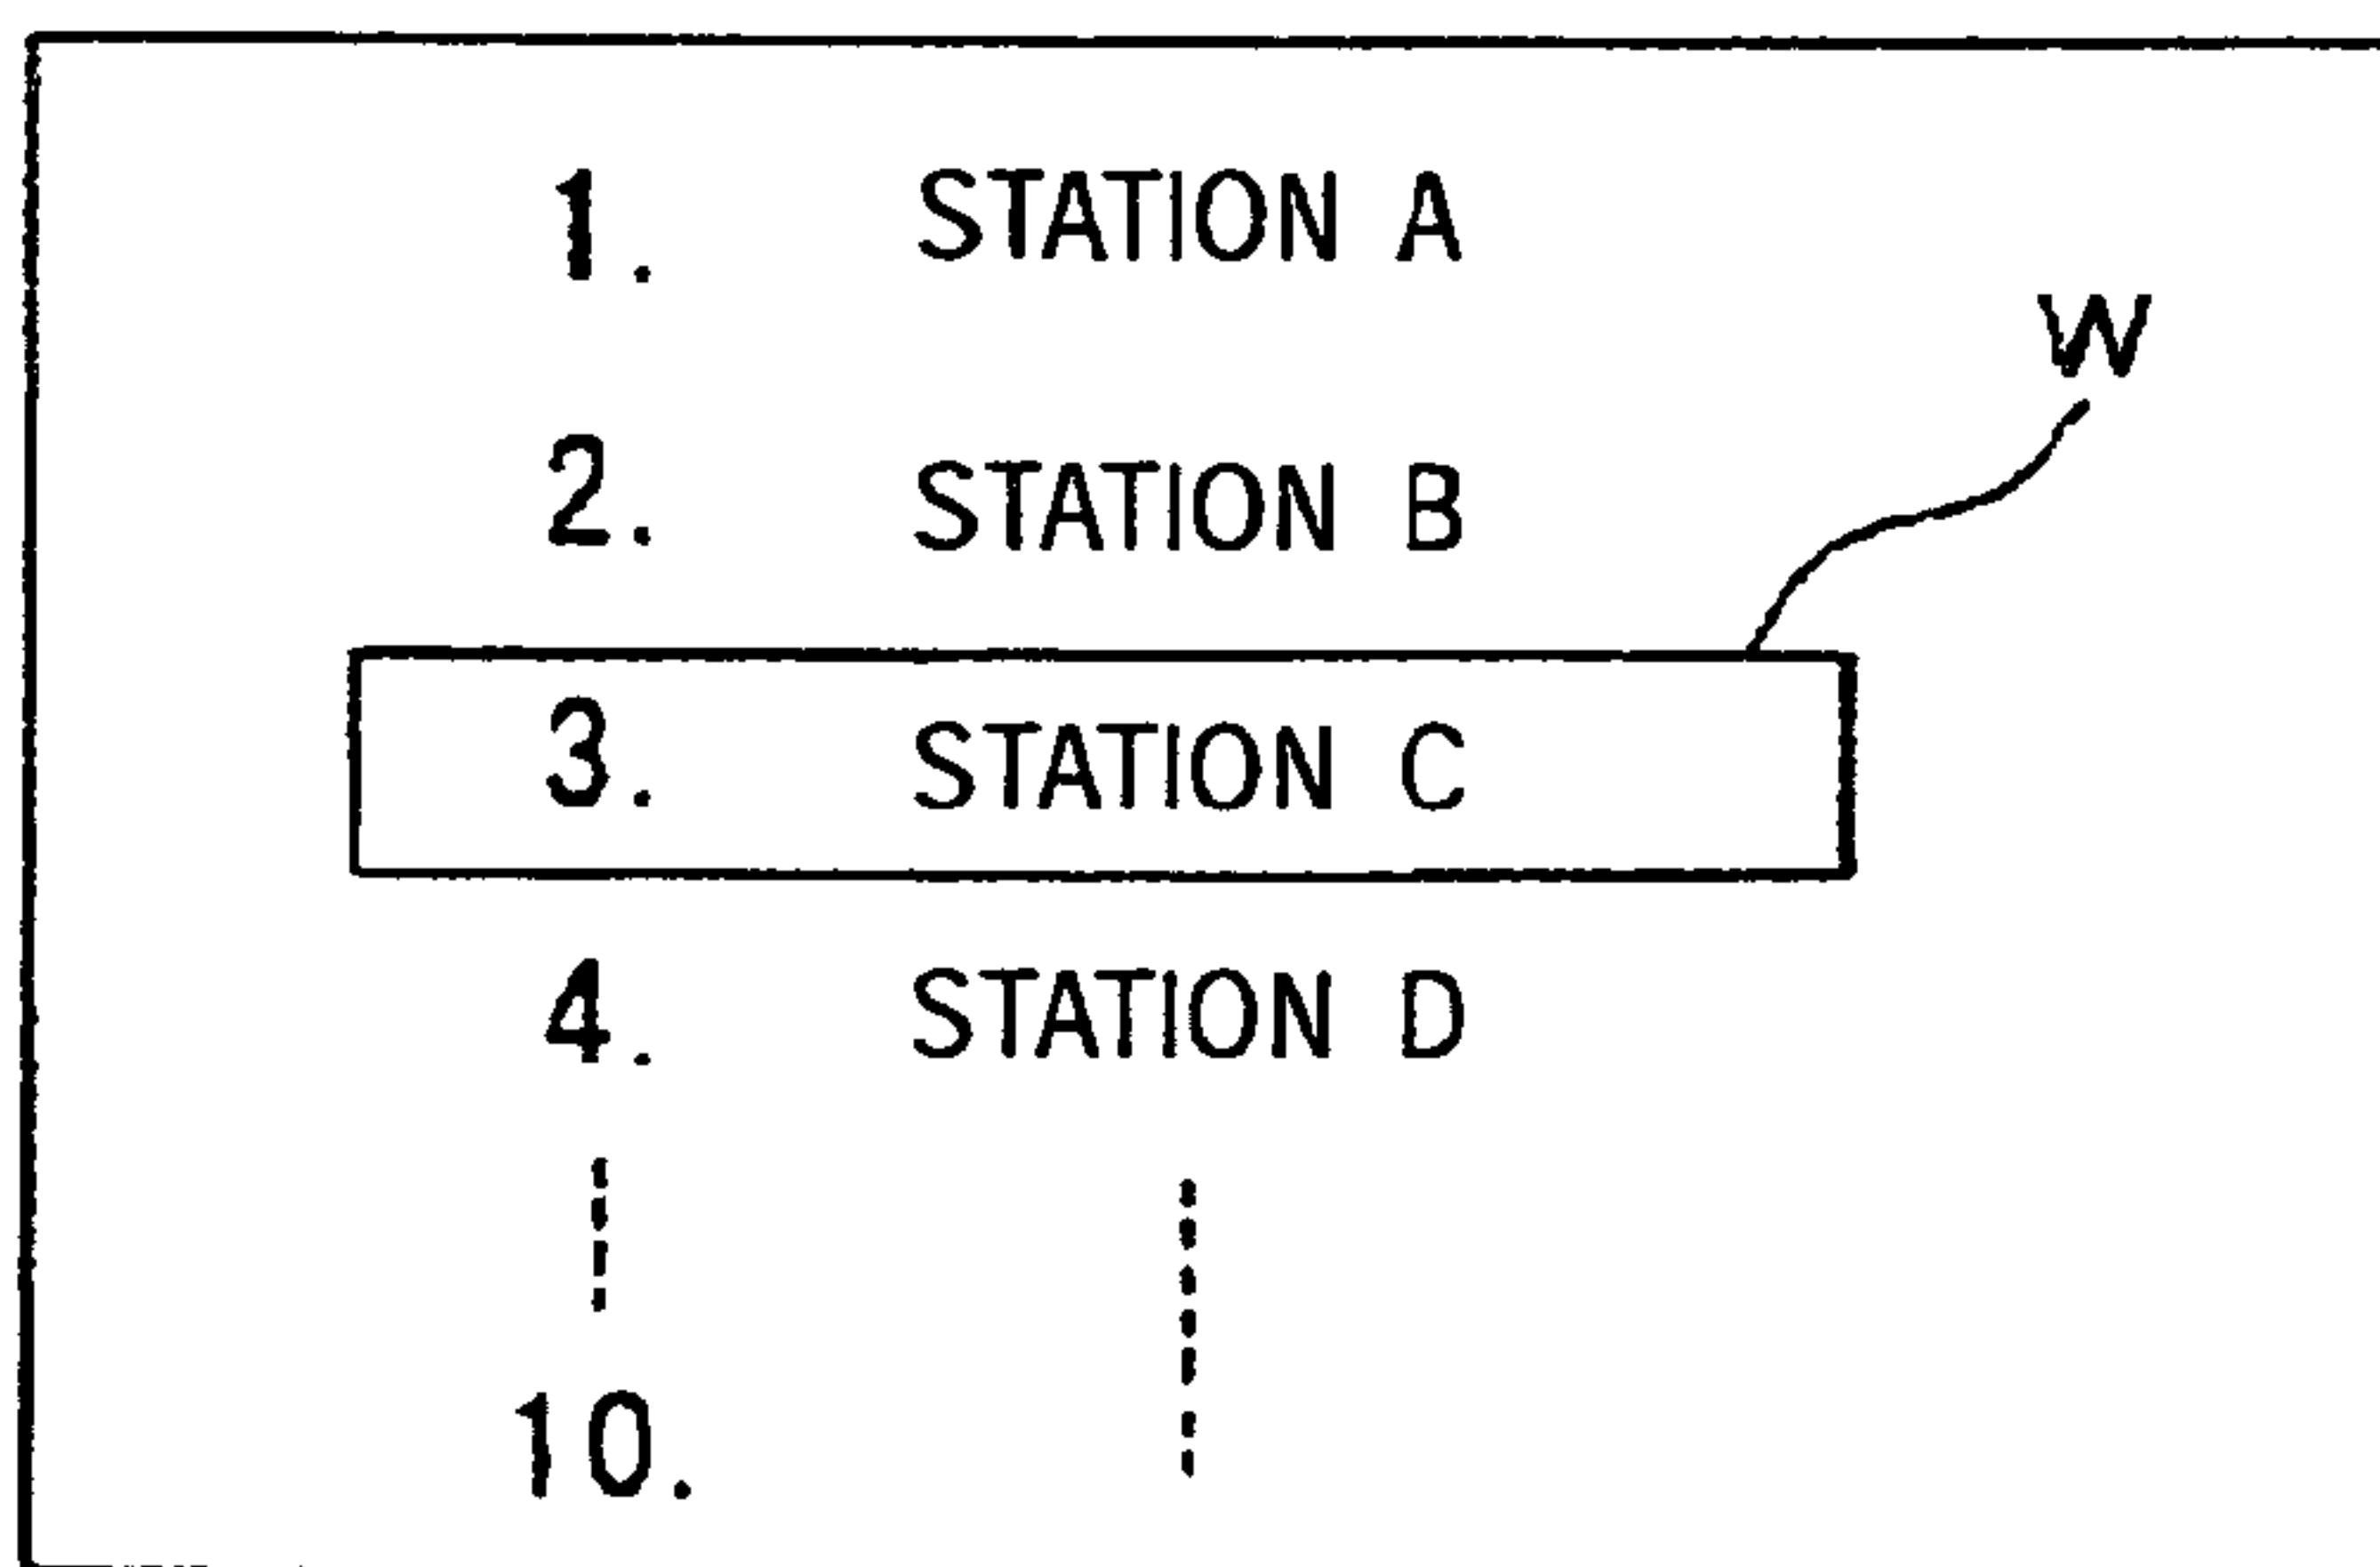 1. STATION A
W
2. STATION B
3. STATION C
4. STATION D
10.